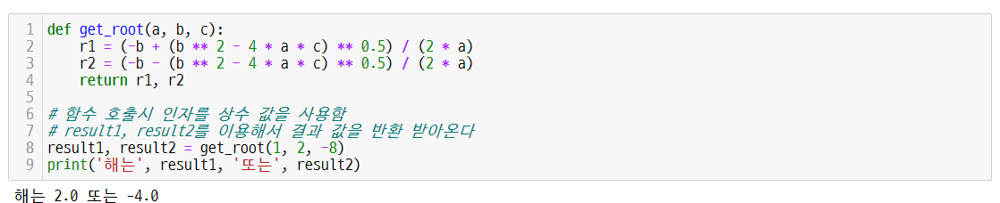 1 def get_root(a, b, c):
2     r1 = (-b + (b ** 2 - 4 * a * c) ** 0.5) / (2 * a)
3     r2 = (-b - (b ** 2 - 4 * a * c) ** 0.5) / (2 * a)
4     return r1, r2
5
6 # 함수 호출시 인자를 상수 값을 사용함
7 # result1, result2를 이용해서 결과 값을 반환 받아온다
8 result1, result2 = get_root(1, 2, -8)
9 print('해는', result1, '또는', result2)
해는 2.0 또는 -4.0